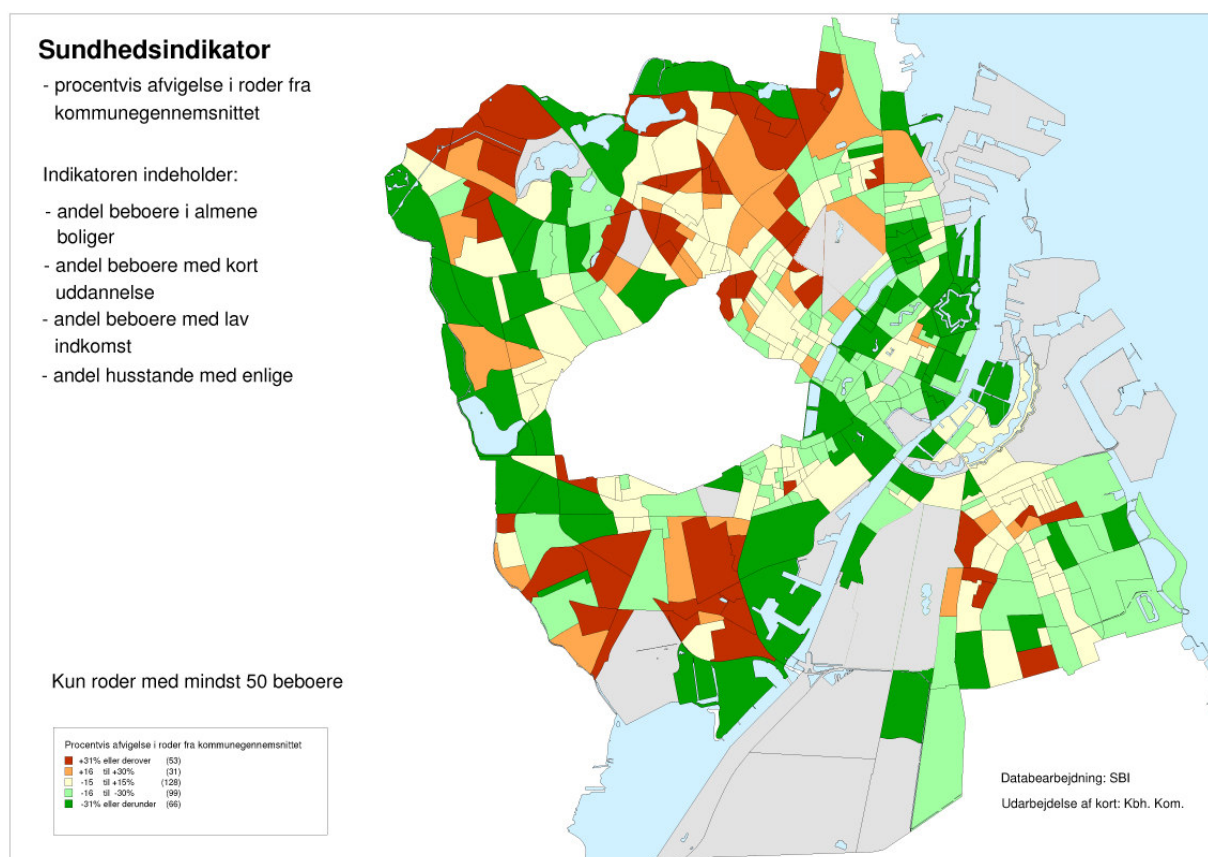 Sundhedsindikator
- procentvis afvigelse i roder fra
kommunegennemsnittet
Indikatoren indeholder:
- andel beboere i almene
boliger
- andel beboere med kort
uddannelse
- andel beboere med lav
indkomst
- andel husstande med enlige
Kun roder med mindst 50 beboere
Procentvis afvigelse i roder fra kommunegennemsnittet
+31% eller derover (53)
+16 til +30% (31)
-15 til +15% (128)
-16 til -30% (99)
-31% eller derunder (66)
Databearbejdning: SBI
Udarbejdelse af kort: Kbh. Kom.